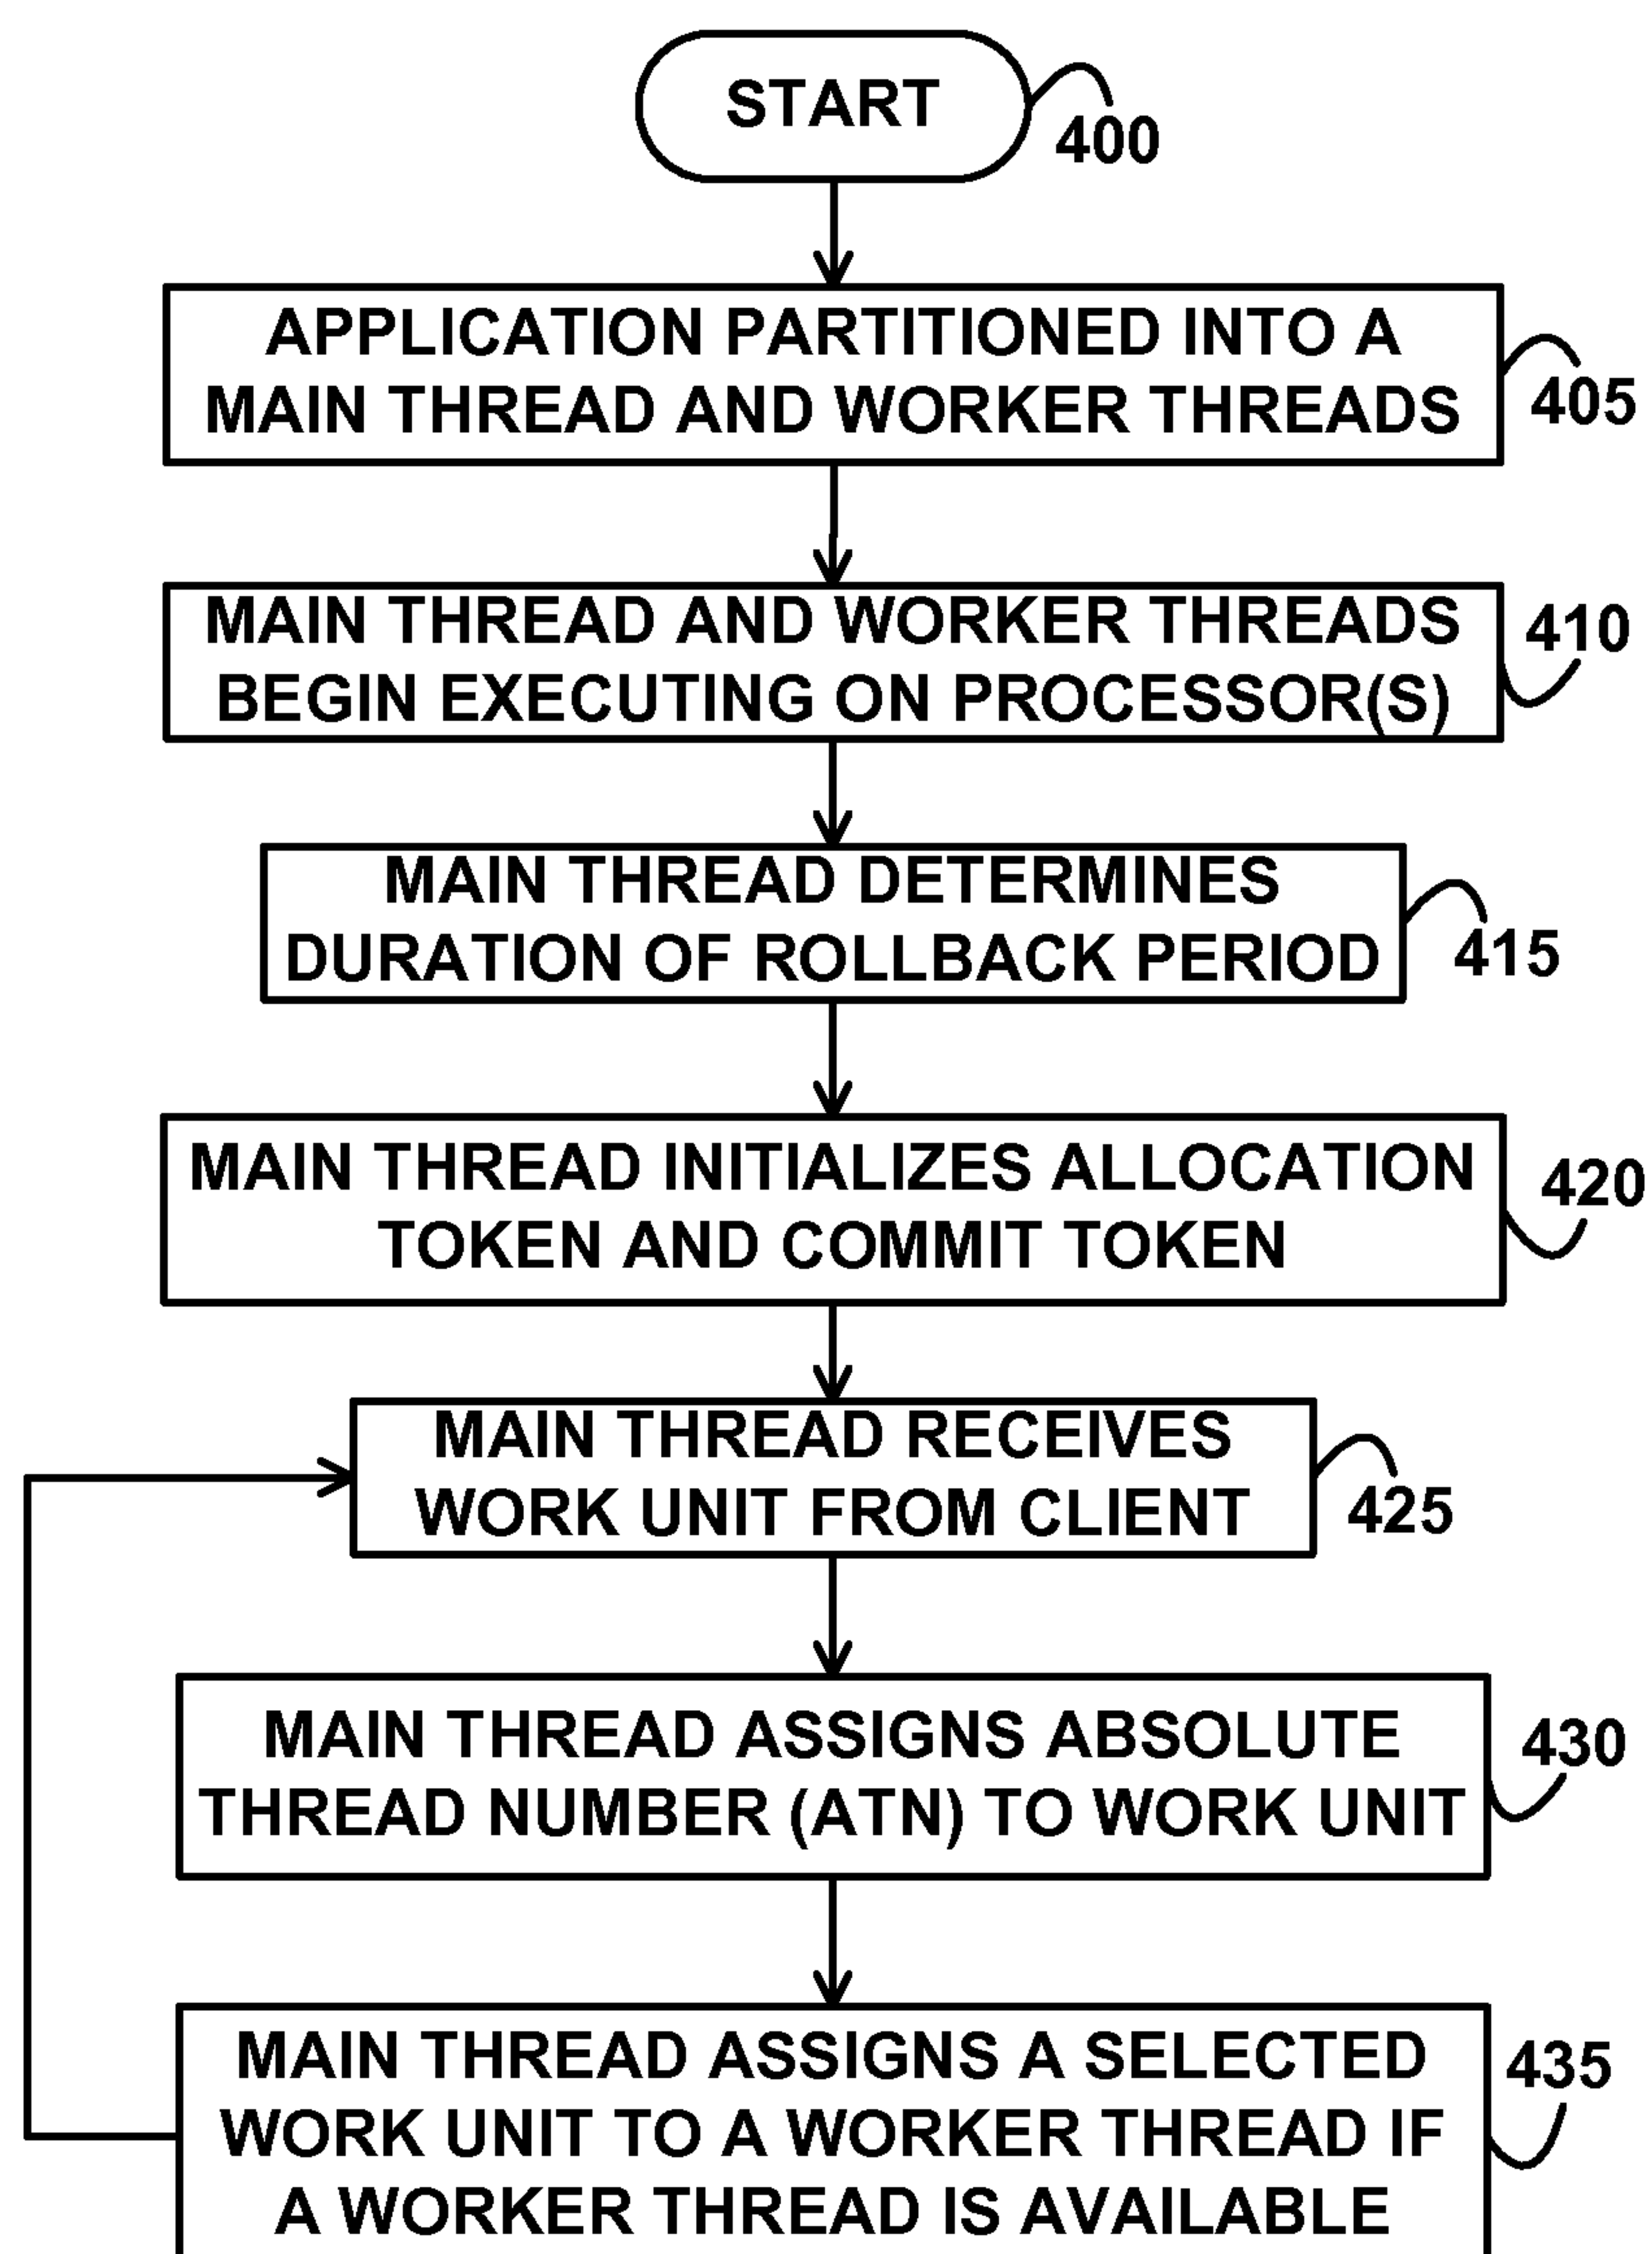 START
400
APPLICATION PARTITIONED INTO A
MAIN THREAD AND WORKER THREADS
405
MAIN THREAD AND WORKER THREADS
BEGIN EXECUTING ON PROCESSOR(S)
410
MAIN THREAD DETERMINES
DURATION OF ROLLBACK PERIOD
415
MAIN THREAD INITIALIZES ALLOCATION
TOKEN AND COMMIT TOKEN
420
MAIN THREAD RECEIVES
WORK UNIT FROM CLIENT
425
MAIN THREAD ASSIGNS ABSOLUTE
THREAD NUMBER (ATN) TO WORK UNIT
430
MAIN THREAD ASSIGNS A SELECTED
WORK UNIT TO A WORKER THREAD IF
A WORKER THREAD IS AVAILABLE
435